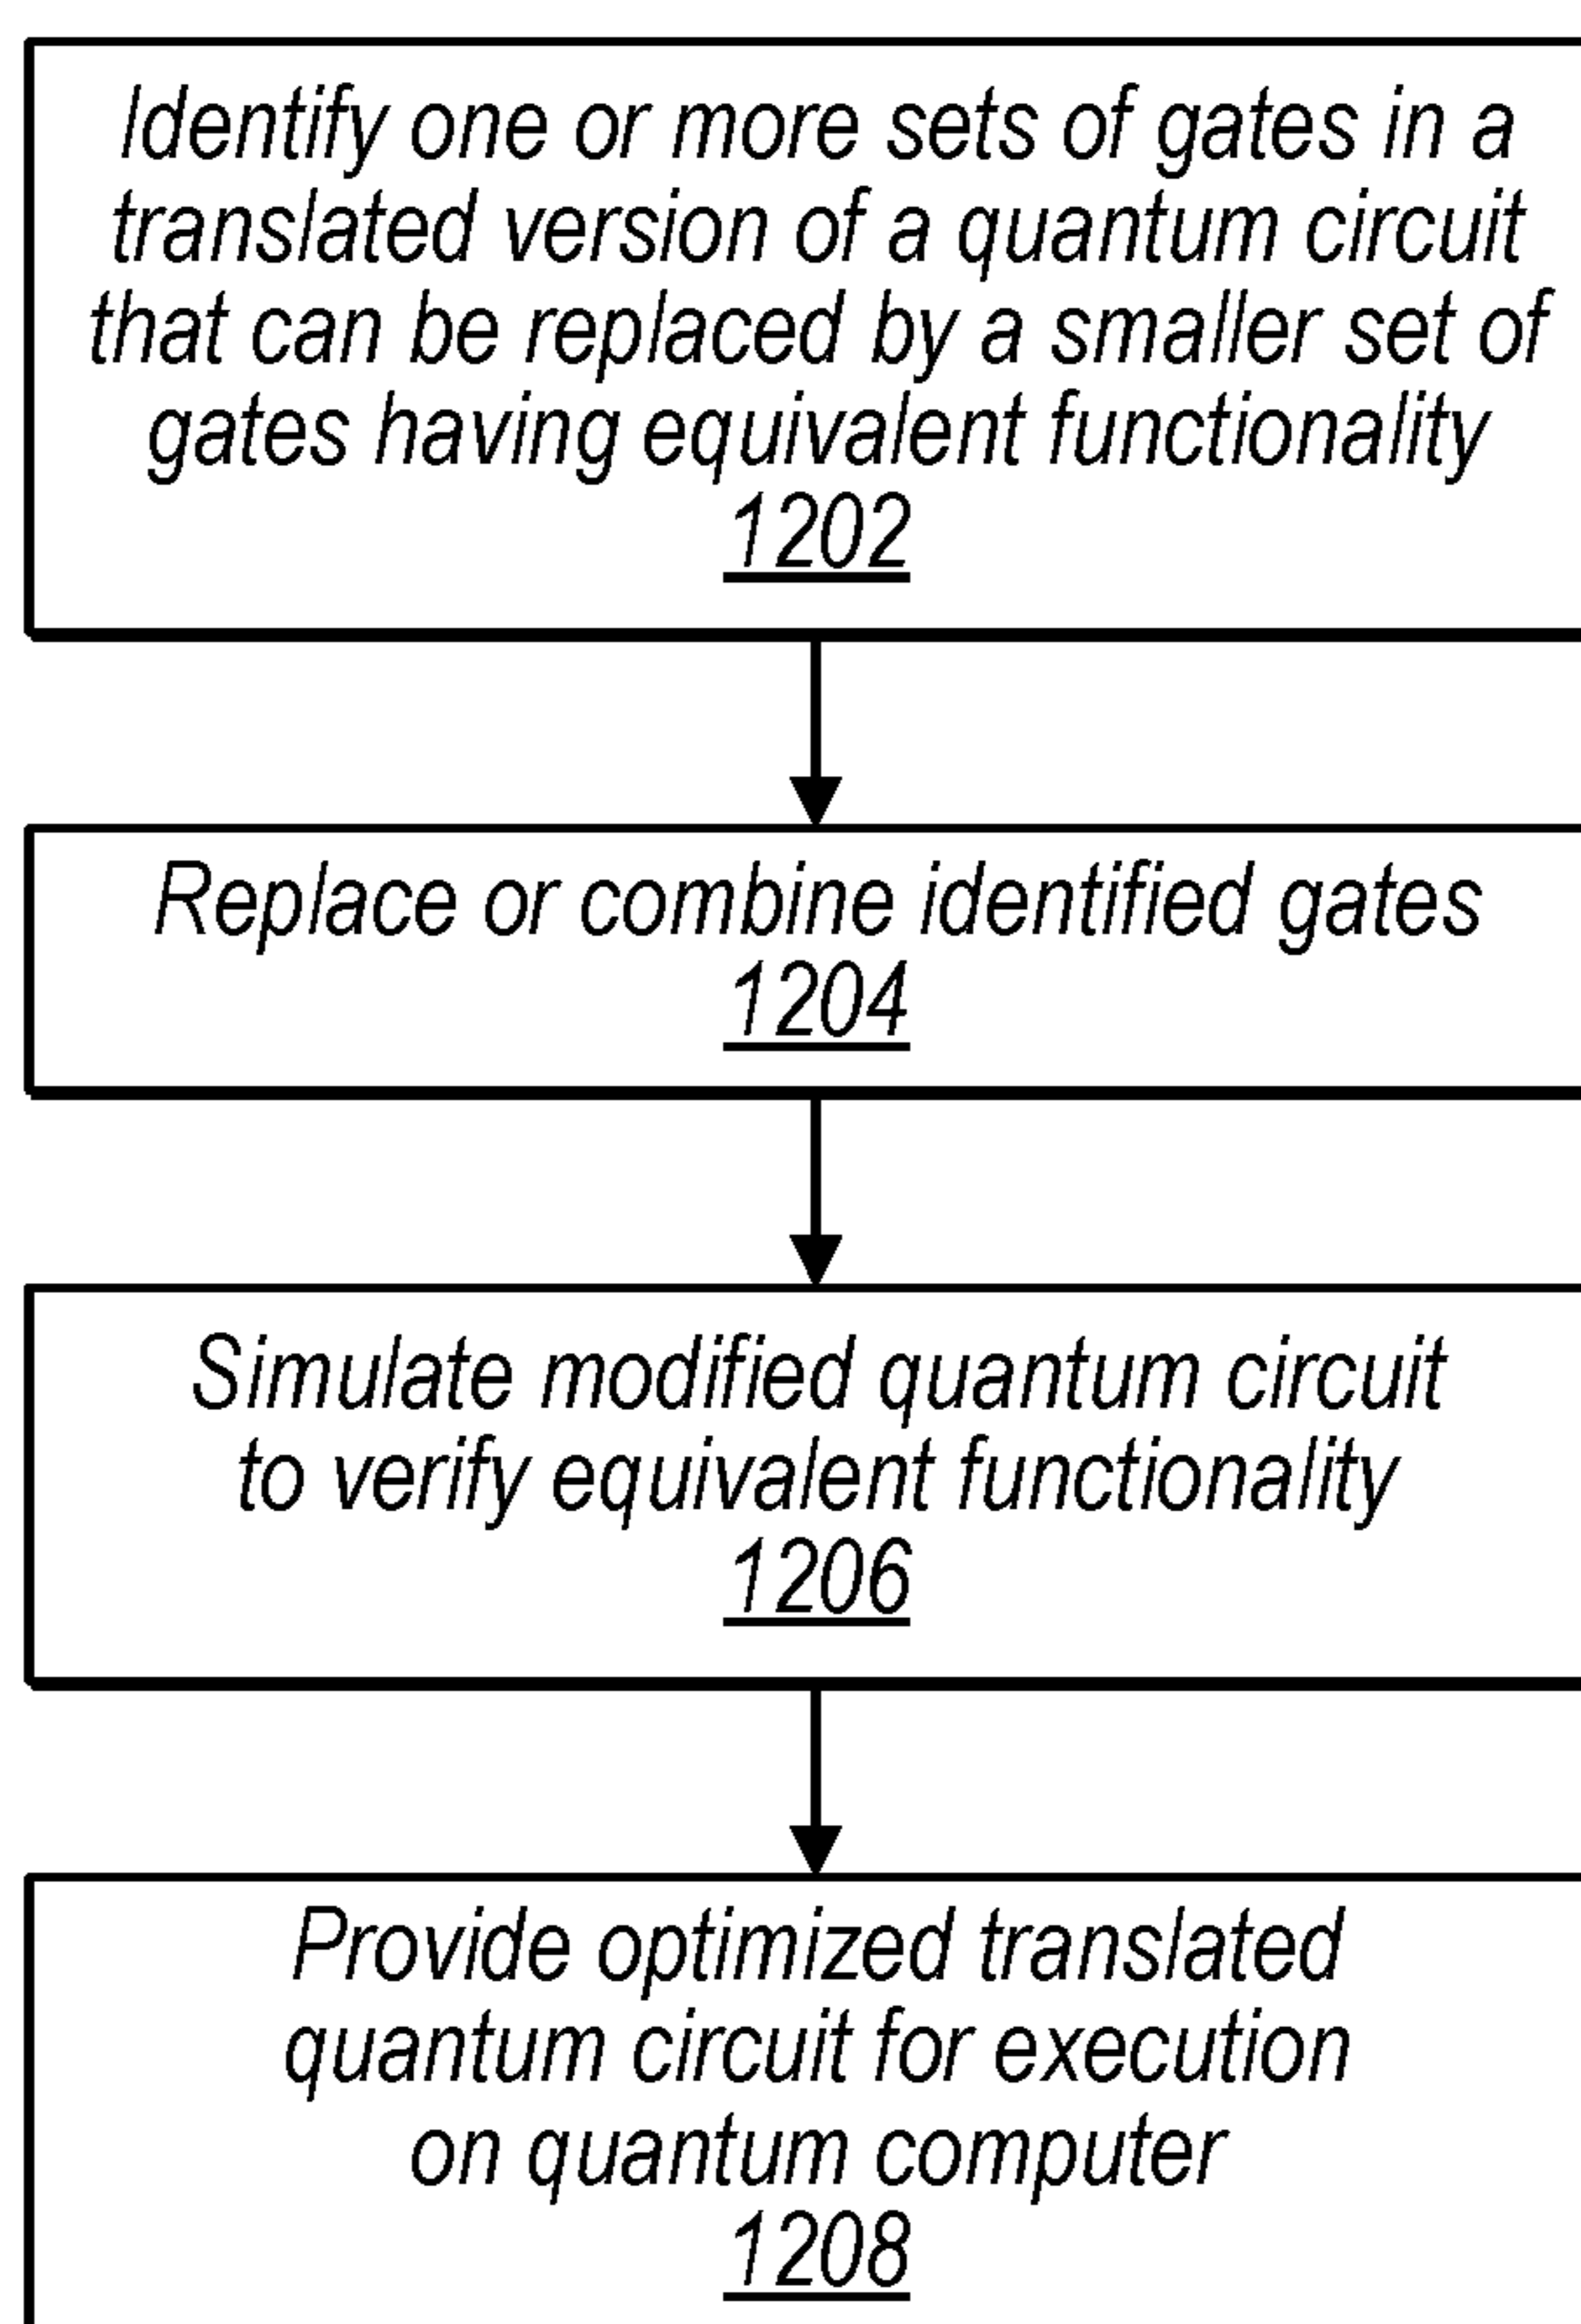 Identify one or more sets of gates in a
translated version of a quantum circuit
that can be replaced by a smaller set of
gates having equivalent functionality
1202
Replace or combine identified gates
1204
Simulate modified quantum circuit
to verify equivalent functionality
1206
Provide optimized translated
quantum circuit for execution
on quantum computer
1208